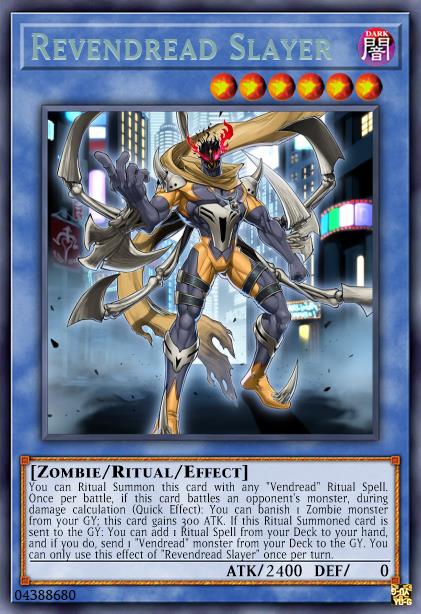 Revendread Slayer
DARK
闇
[Zombie/Ritual/Effect]
You can Ritual Summon this card with any "Vendread" Ritual Spell.
Once per battle, if this card battles an opponent's monster, during
damage calculation (Quick Effect): You can banish 1 Zombie monster
from your GY; this card gains 300 ATK. If this Ritual Summoned card is
sent to the GY: You can add 1 Ritual Spell from your Deck to your hand,
and if you do, send 1 "Vendread" monster from your Deck to the GY. You
can only use this effect of "Revendread Slayer" once per turn.
ATK/2400 DEF/ 0
04388680